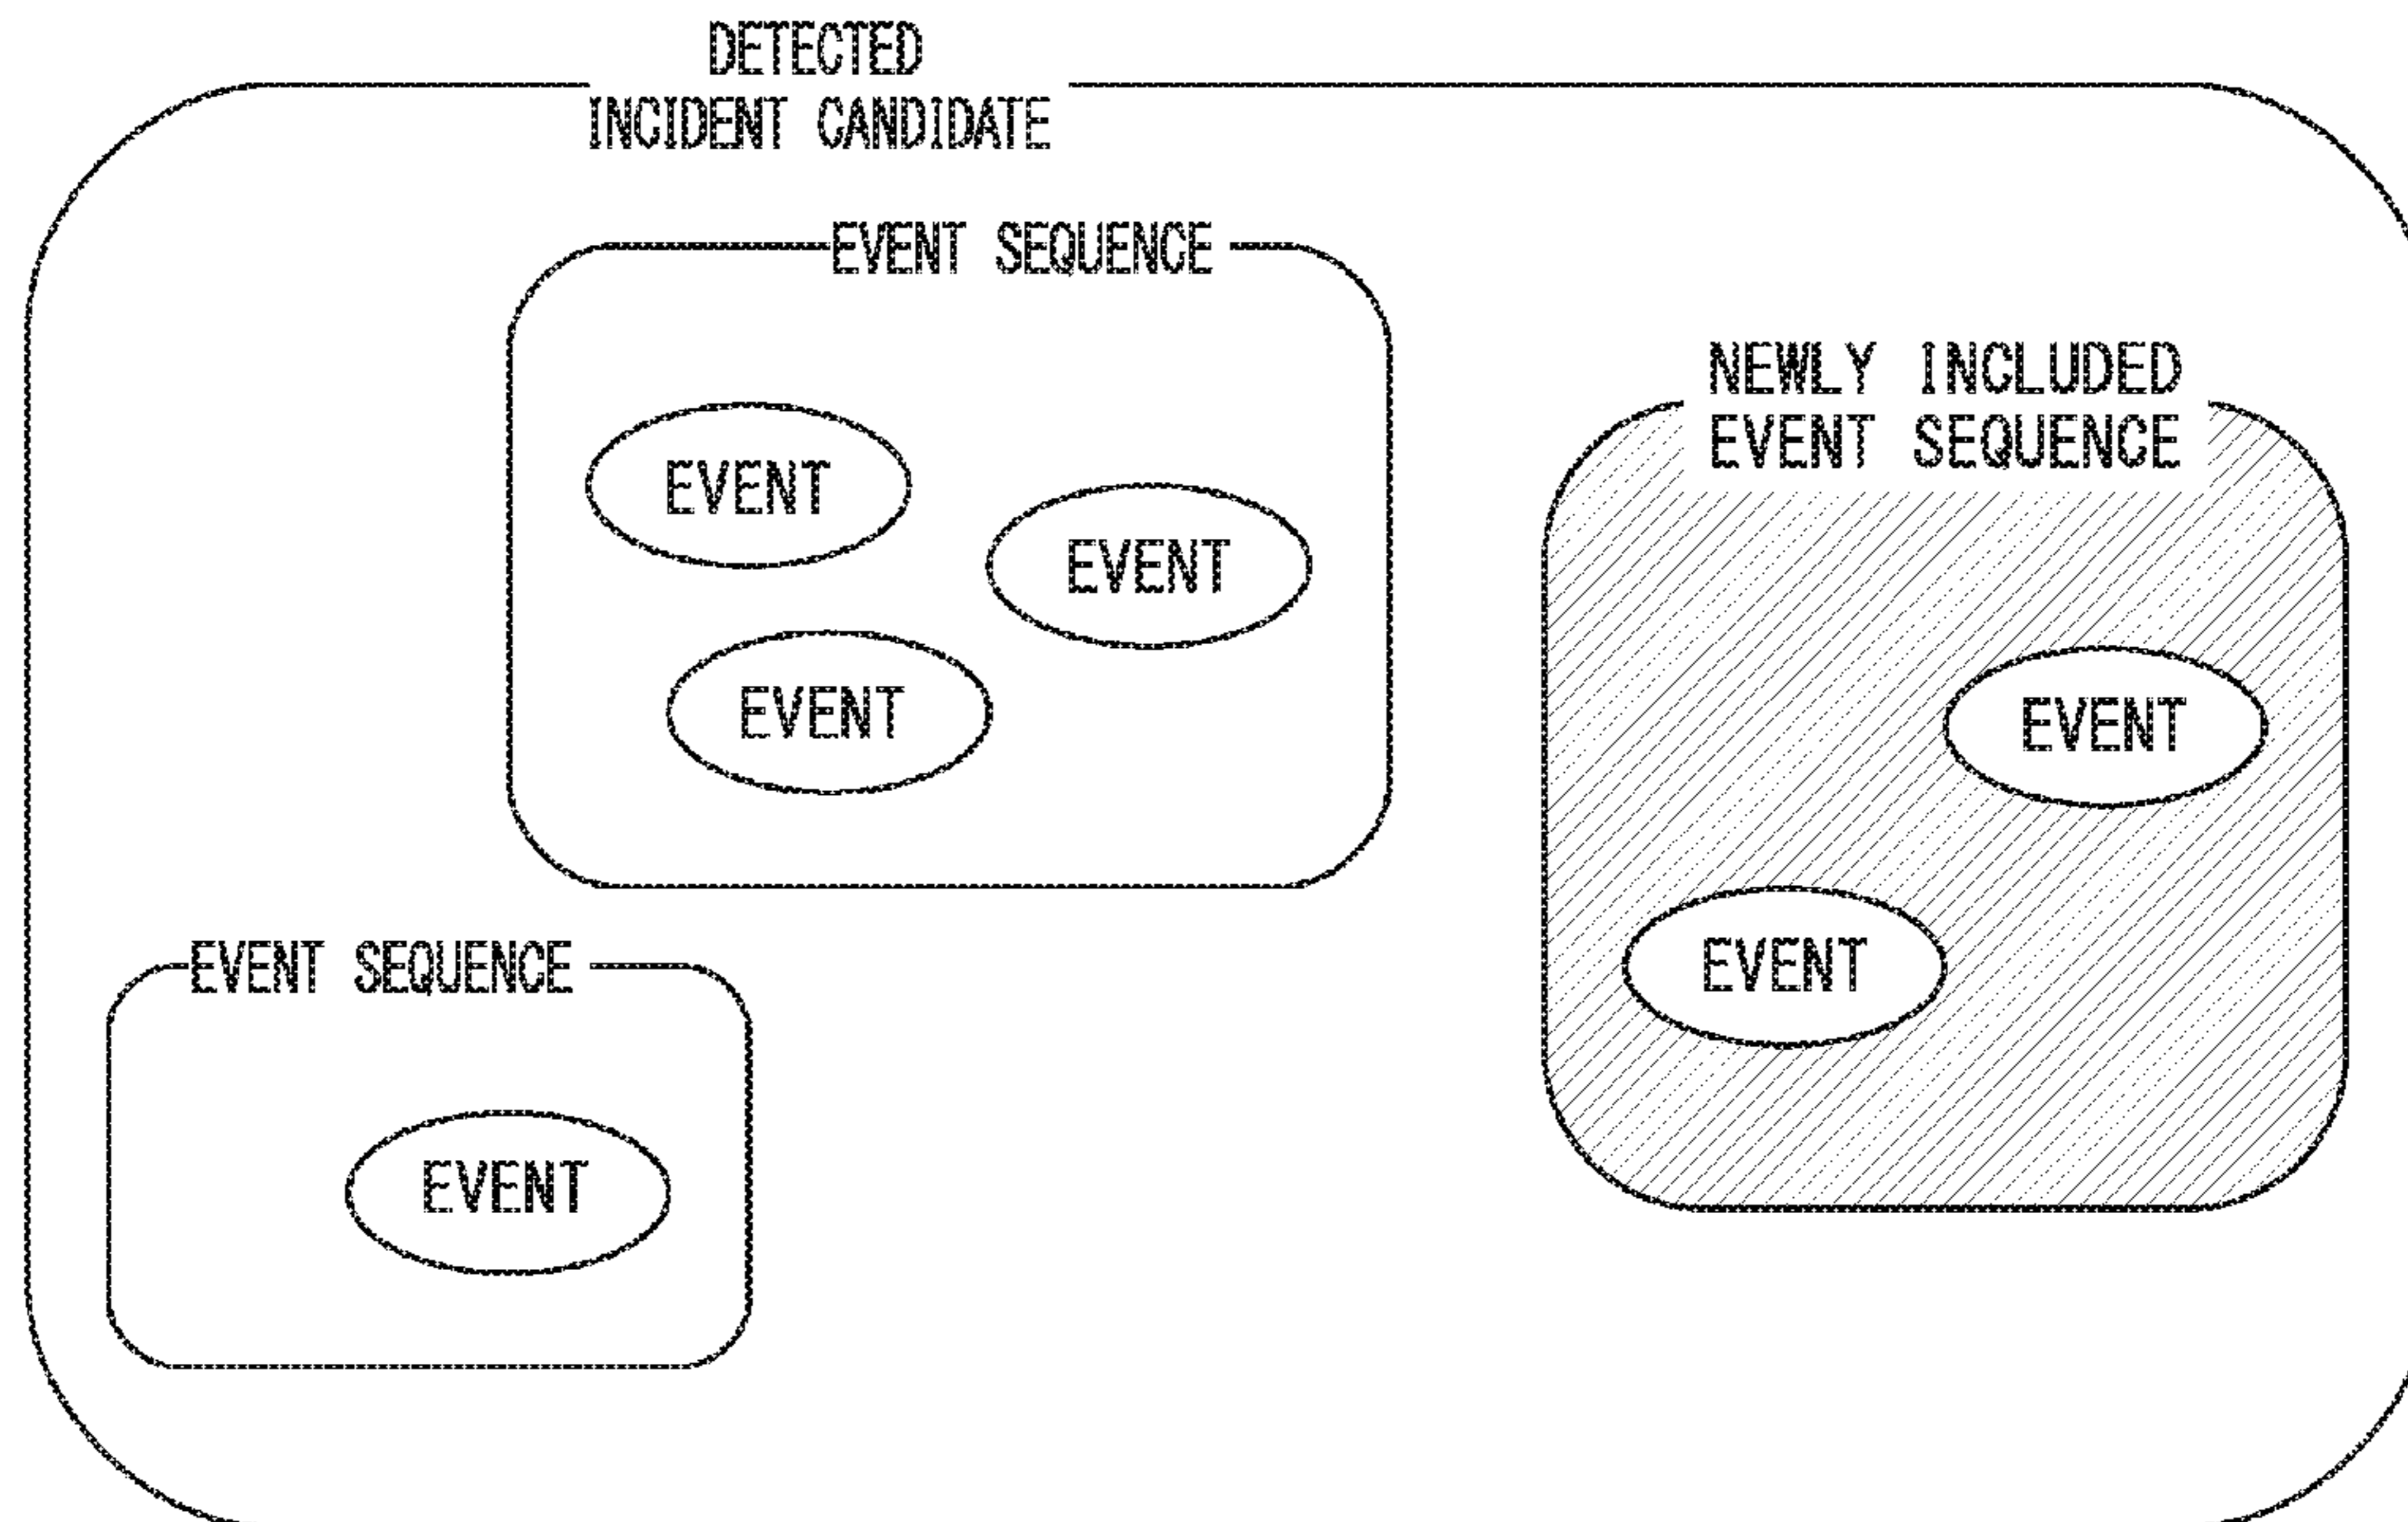 DETECTED
INCIDENT CANDIDATE
EVENT SEQUENCE
EVENT
EVENT
EVENT
NEWLY INCLUDED
EVENT SEQUENCE
EVENT
EVENT
EVENT SEQUENCE
EVENT